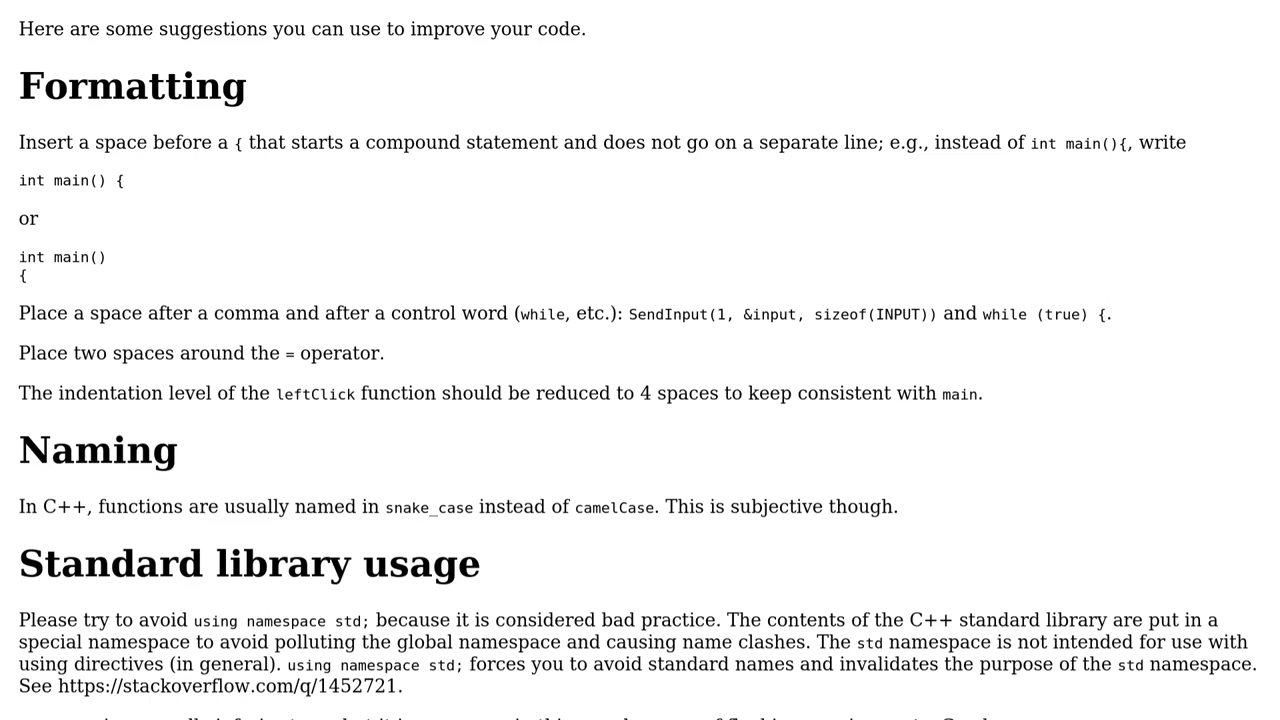 Here are some suggestions you can use to improve your code.
Formatting
Insert a space before a { that starts a compound statement and does not go on a separate line; e.g., instead of int main(){, write
int main() {
or
int main()
{
Place a space after a comma and after a control word (while, etc.): SendInput(1, &input, sizeof(INPUT)) and while (true) {.
Place two spaces around the = operator.
The indentation level of the leftClick function should be reduced to 4 spaces to keep consistent with main.
Naming
In C++, functions are usually named in snake_case instead of camelCase. This is subjective though.
Standard library usage
Please try to avoid using namespace std; because it is considered bad practice. The contents of the C++ standard library are put in a
special namespace to avoid polluting the global namespace and causing name clashes. The std namespace is not intended for use with
using directives (in general). using namespace std; forces you to avoid standard names and invalidates the purpose of the std namespace.
See https://stackoverflow.com/q/1452721.